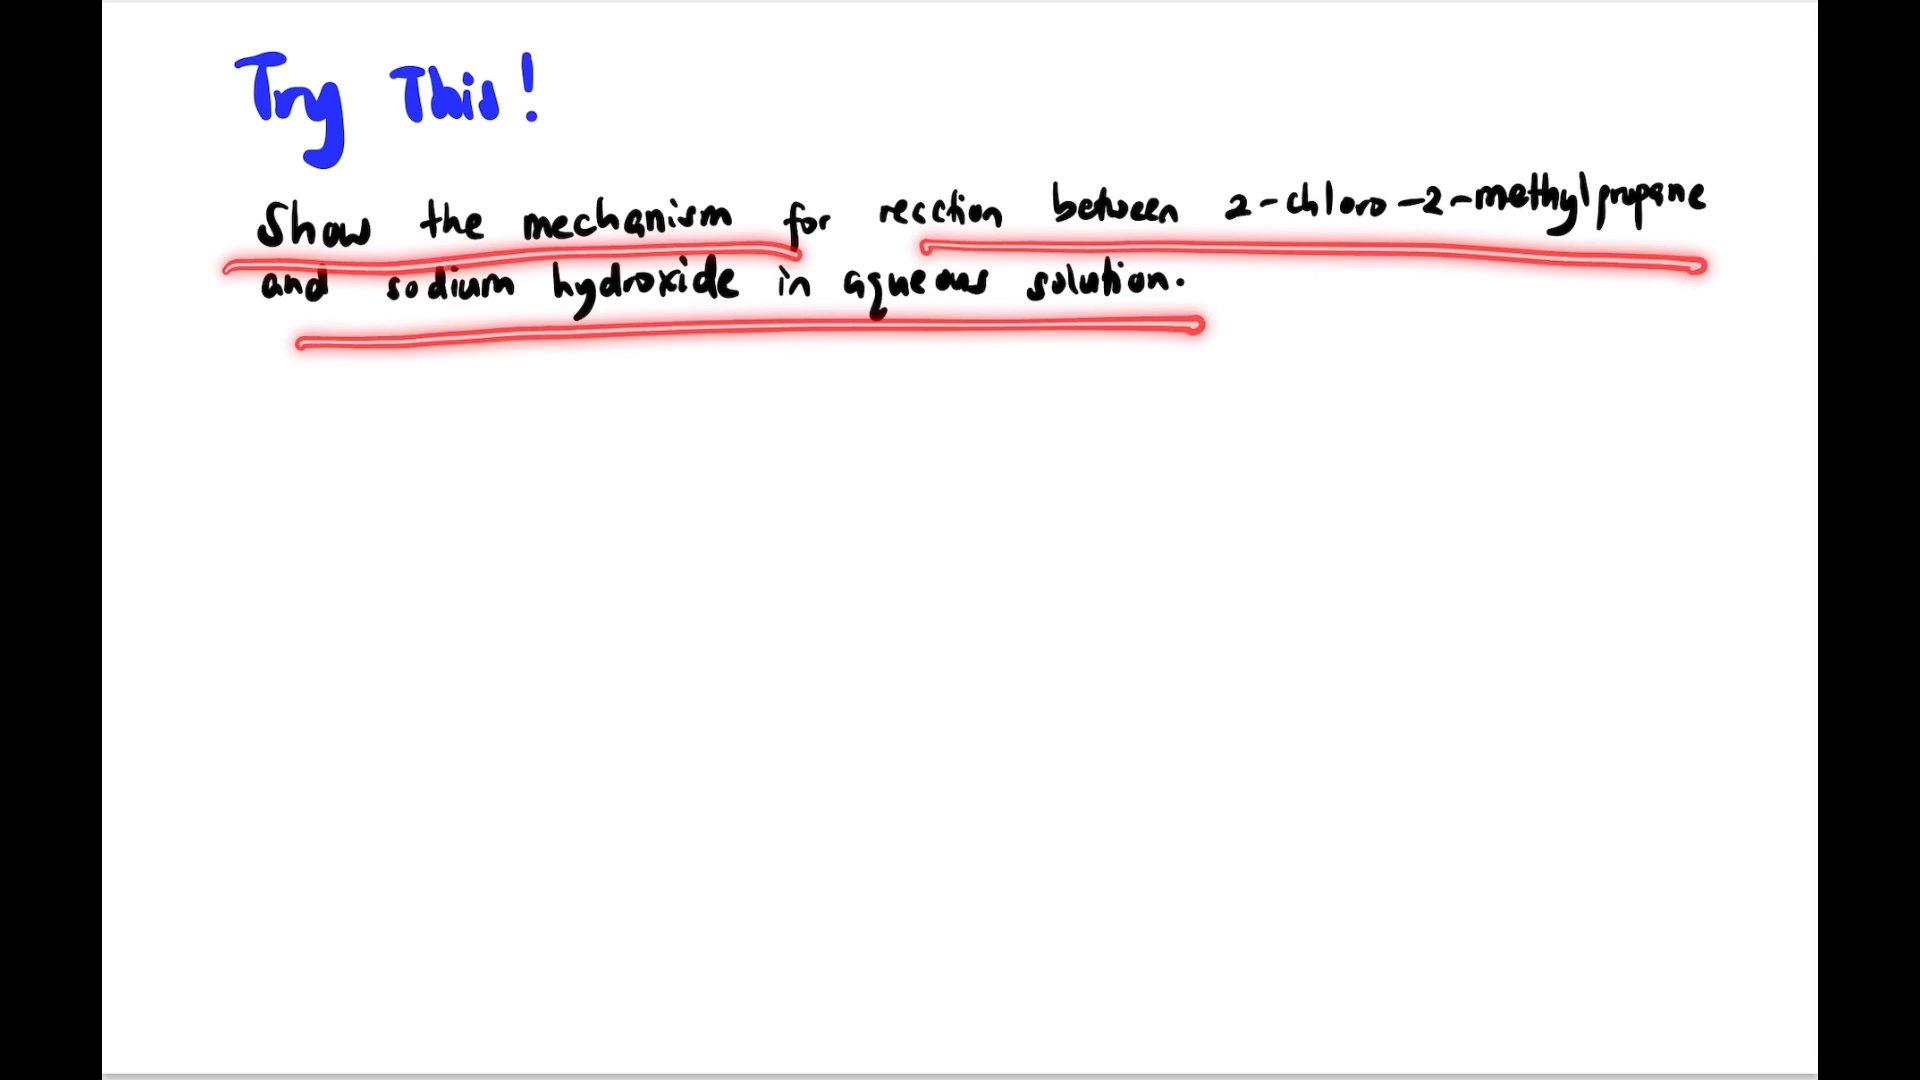 Try This!
Show the mechanism for reaction between 2-chloro-2-methylpropane
and sodium hydroxide in aqueous solution.